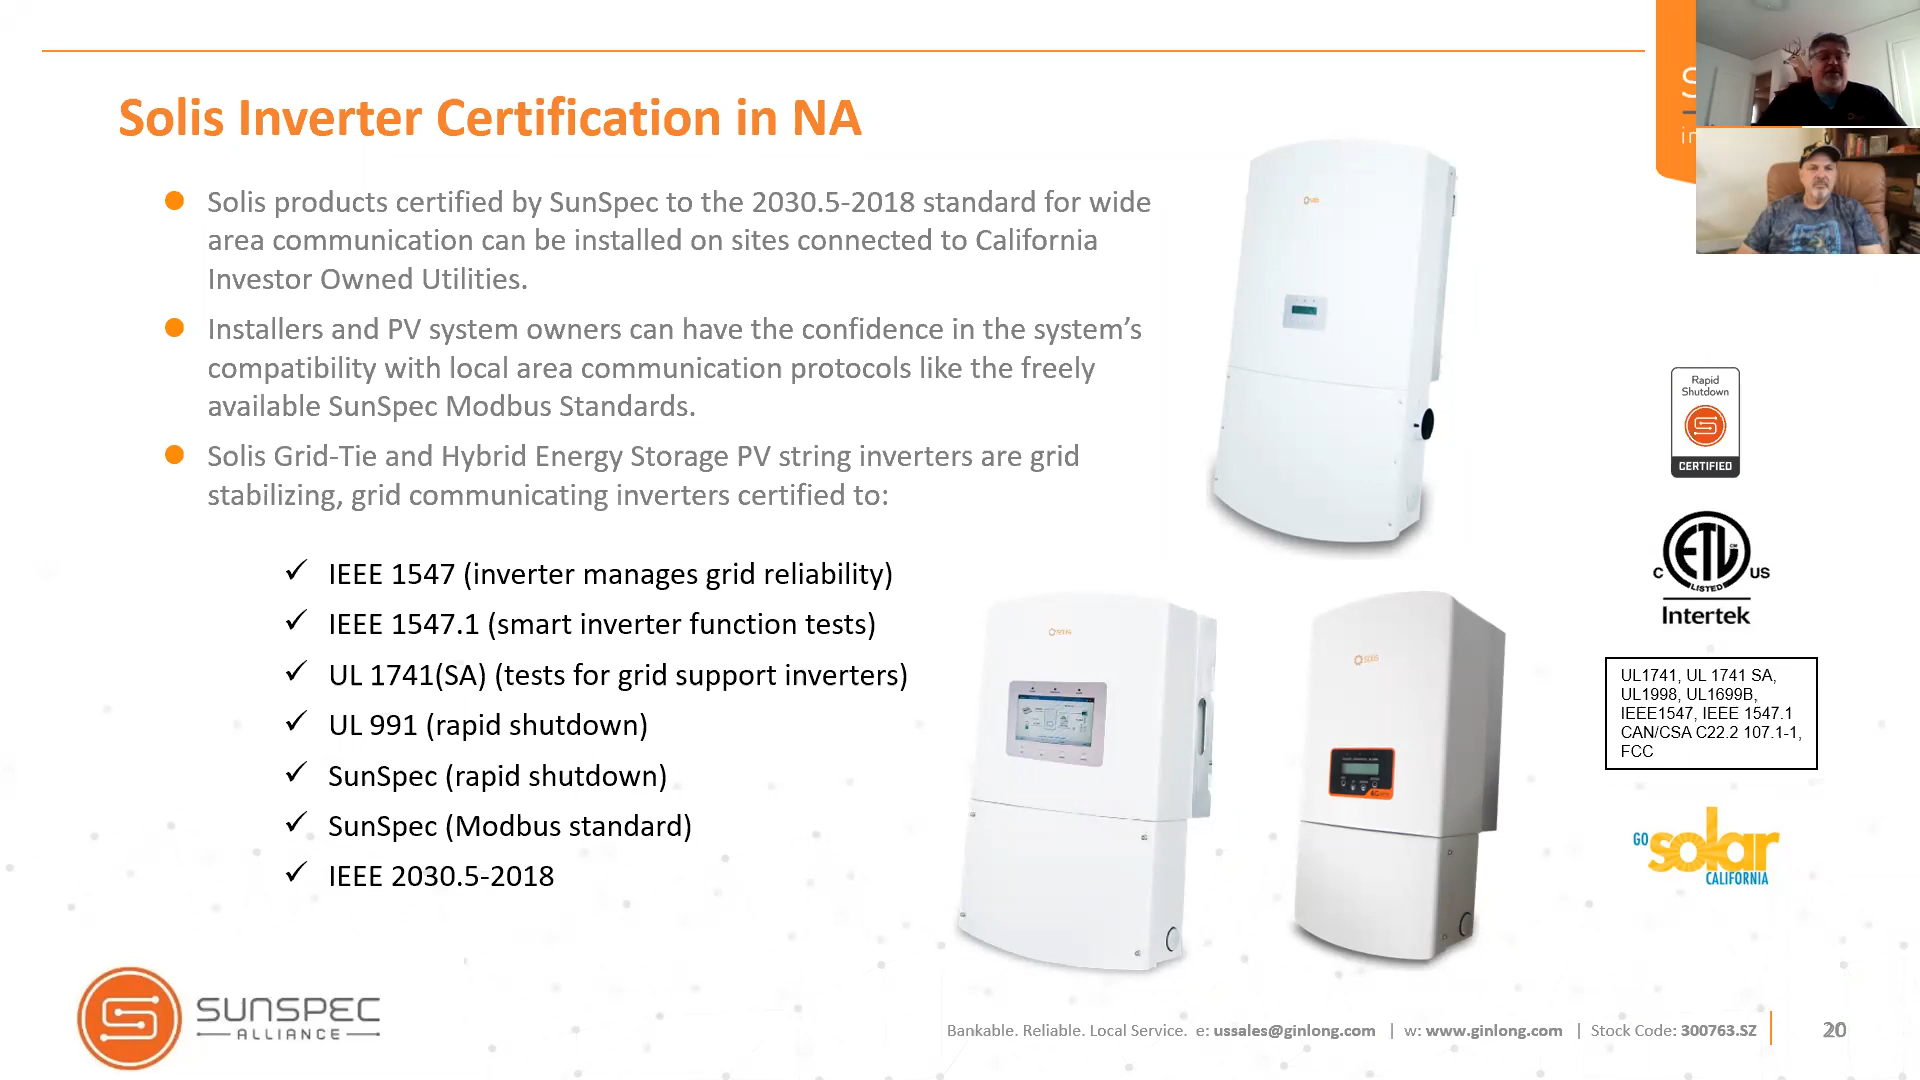 Solis Inverter Certification in NA
Solis products certified by SunSpec to the 2030.5-2018 standard for wide
area communication can be installed on sites connected to California
Investor Owned Utilities.
Installers and PV system owners can have the confidence in the system’s
compatibility with local area communication protocols like the freely
available SunSpec Modbus Standards.
Solis Grid-Tie and Hybrid Energy Storage PV string inverters are grid
stabilizing, grid communicating inverters certified to:
✓ IEEE 1547 (inverter manages grid reliability)
✓ IEEE 1547.1 (smart inverter function tests)
✓ UL 1741(SA) (tests for grid support inverters)
✓ UL 991 (rapid shutdown)
✓ SunSpec (rapid shutdown)
✓ SunSpec (Modbus standard)
✓ IEEE 2030.5-2018
solis
Rapid
Shutdown
CERTIFIED
ETL
CM
LISTED
C US
Intertek
UL1741, UL 1741 SA,
UL1998, UL1699B,
IEEE1547, IEEE 1547.1
CAN/CSA C22.2 107.1-1,
FCC
GO
solar
CALIFORNIA
SUNSPEC
ALLIANCE
Bankable. Reliable. Local Service. e: ussales@ginlong.com | w: www.ginlong.com | Stock Code: 300763.SZ
20